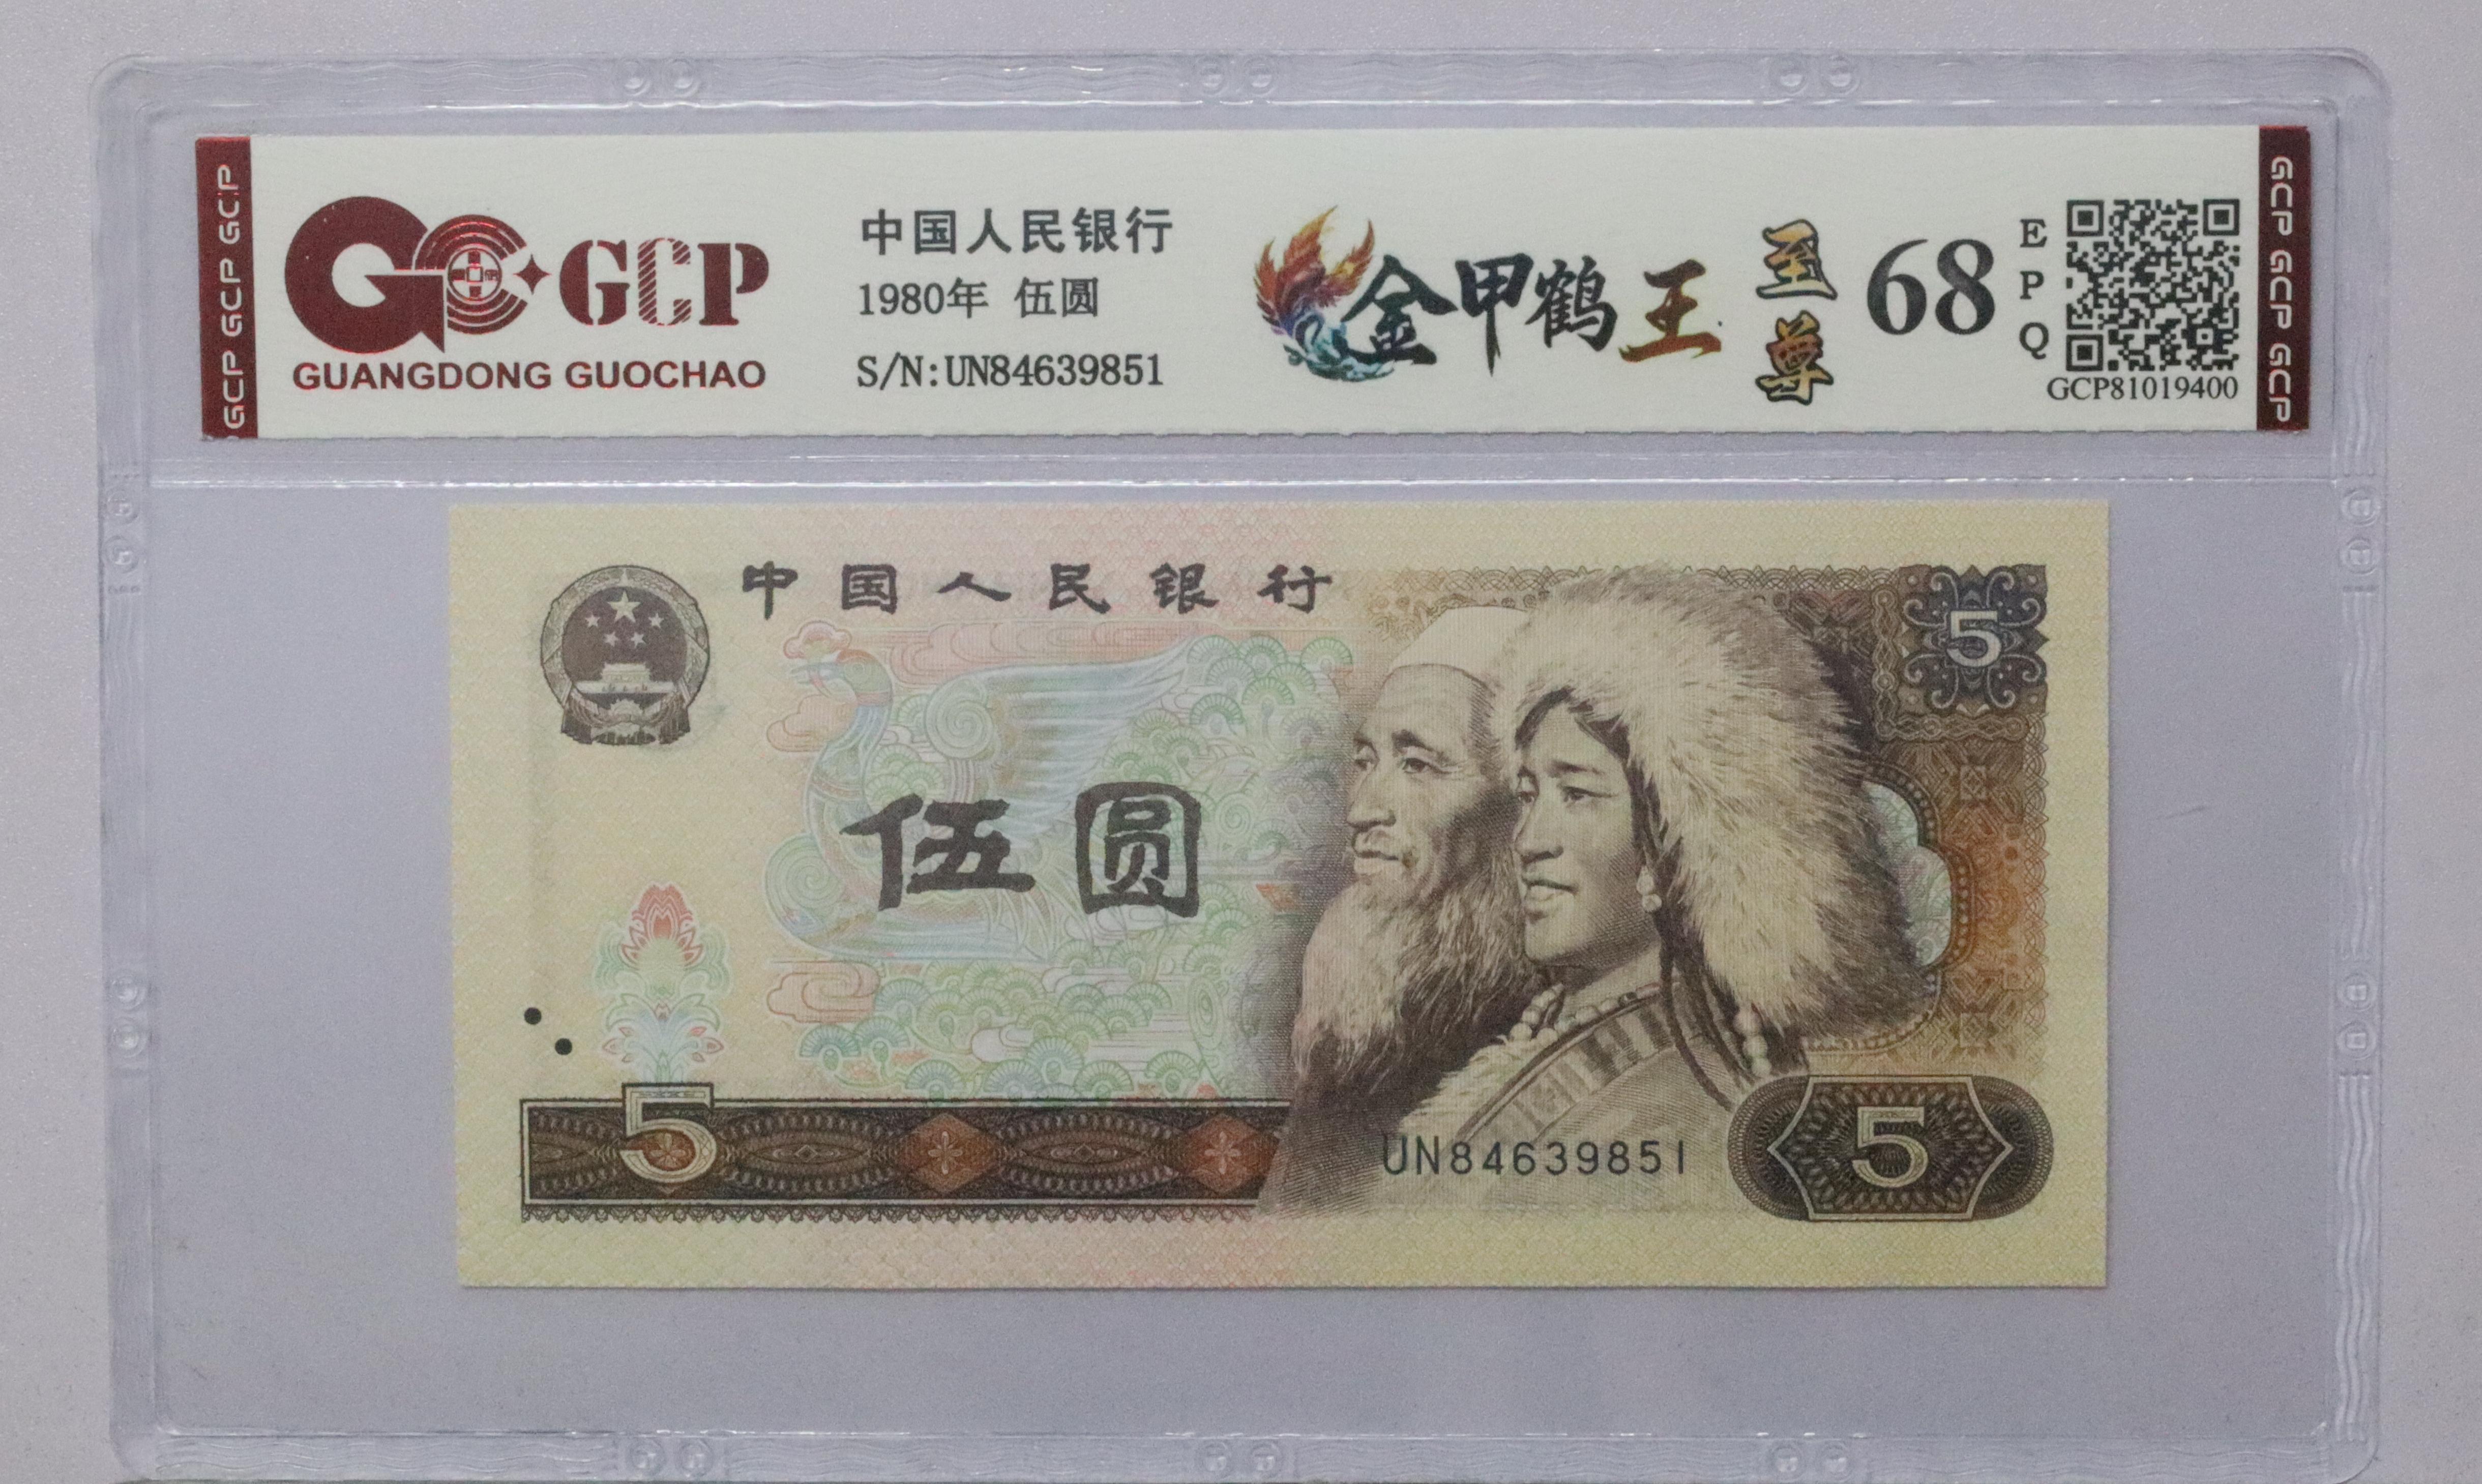 GCP GCP GCP
GCP
GUANGDONG GUOCHAO
中国人民银行
1980年 伍圆
S/N:UN84639851
金甲鹤王
至尊
68
EPQ
GCP81019400
GCP GCP GCP
中国人民银行
5
伍圆
5
UN84639851
5